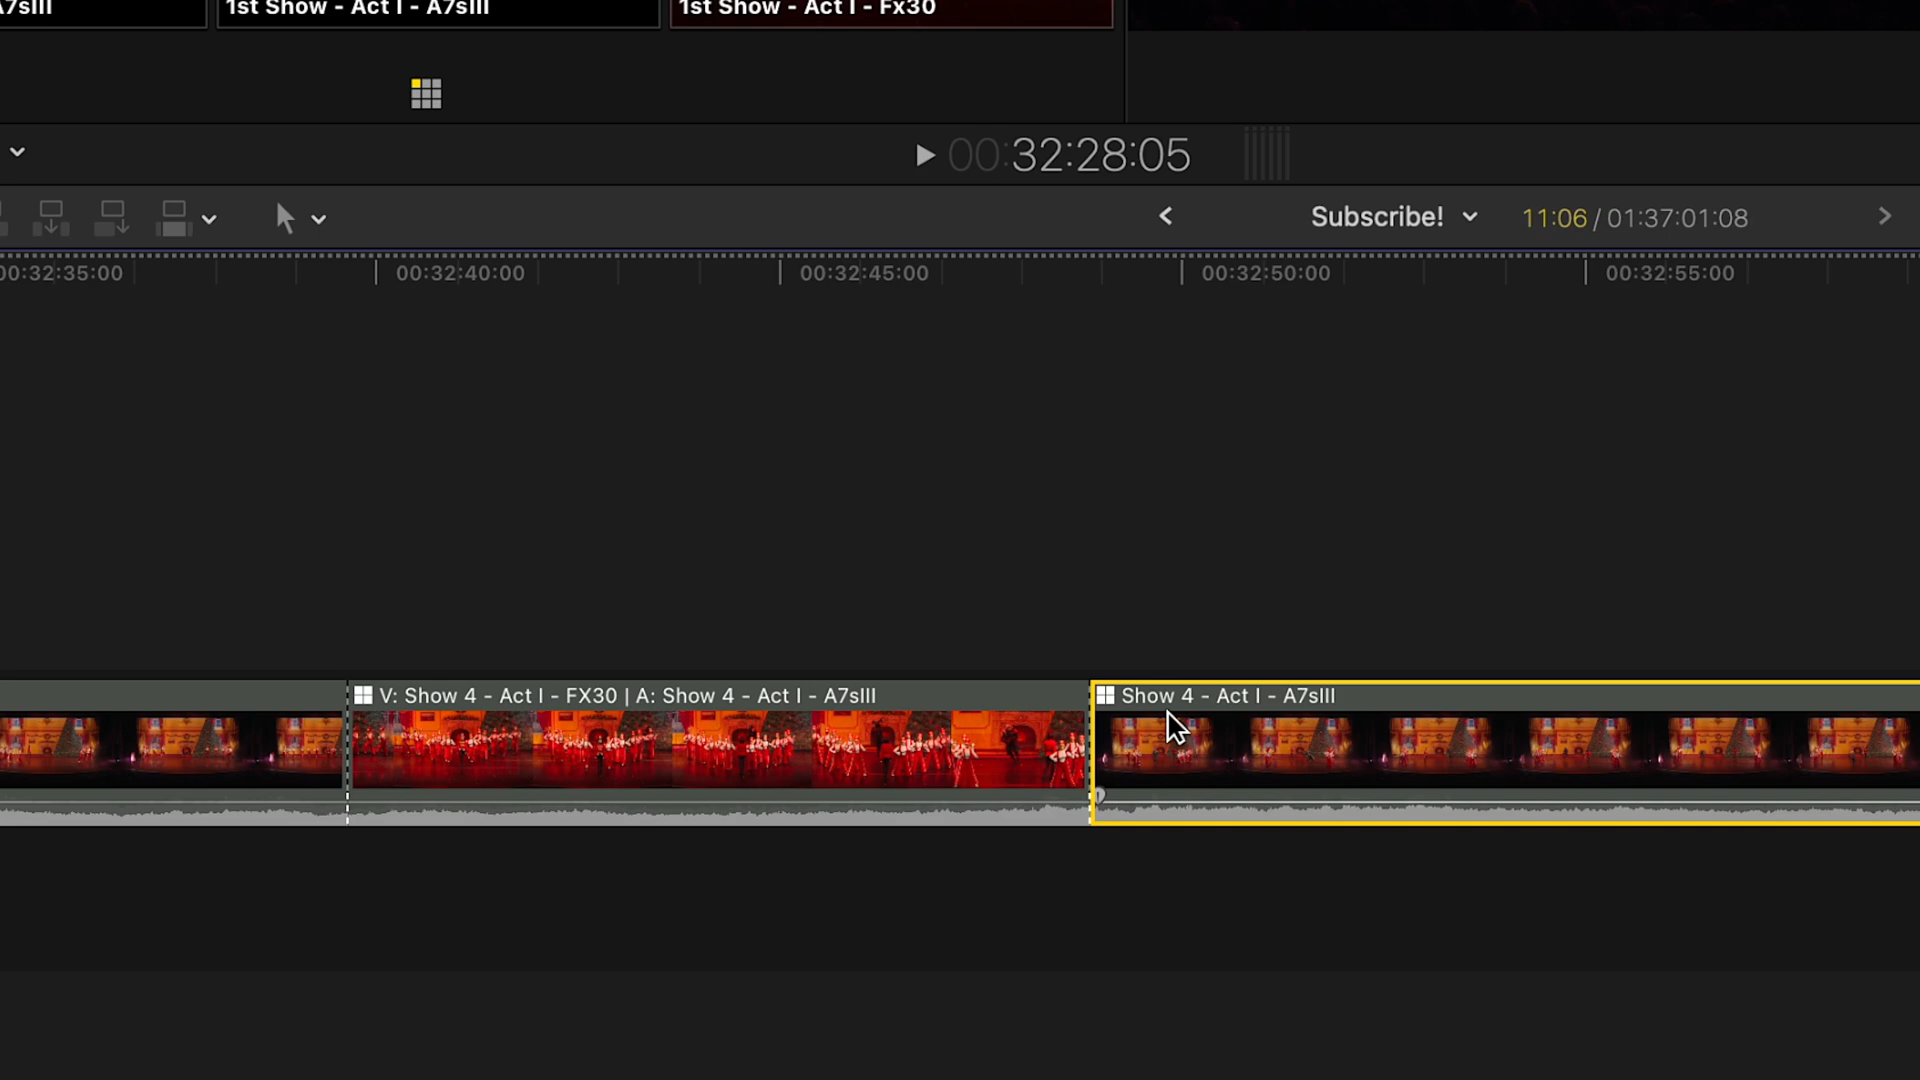 A7sIII
1st Show - Act I - A7sIII
1st Show - Act I - Fx30
00:32:28:05
Subscribe!
11:06 / 01:37:01:08
00:32:35:00
00:32:40:00
00:32:45:00
00:32:50:00
00:32:55:00
V: Show 4 - Act I - FX30 | A: Show 4 - Act I - A7sIII
Show 4 - Act I - A7sIII